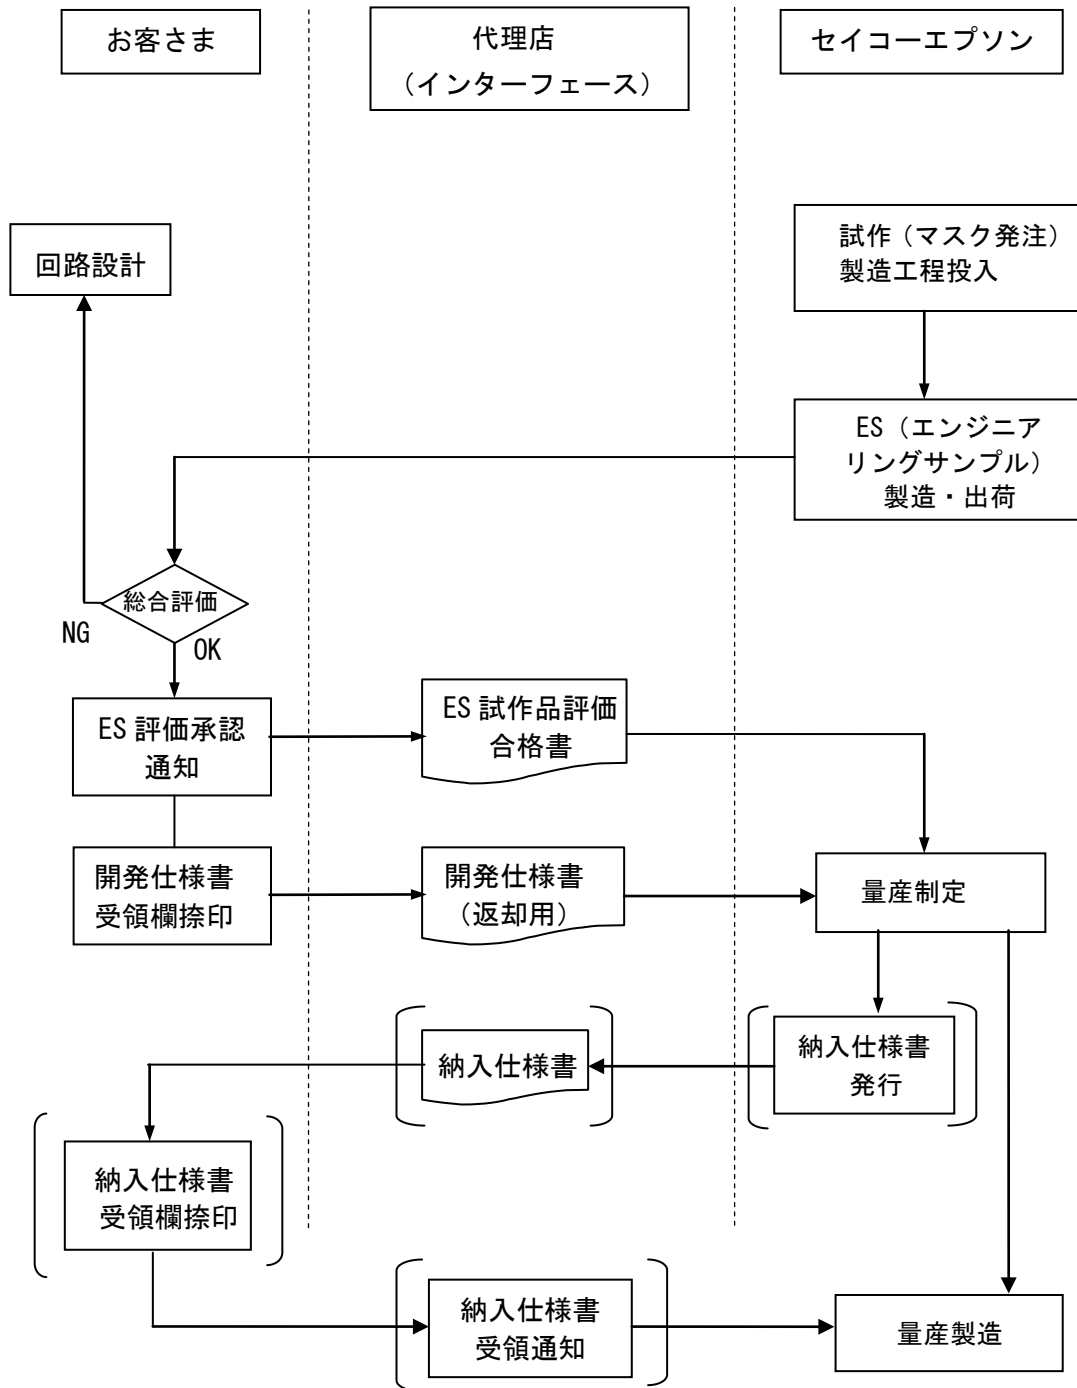 お客さま
代理店
（インターフェース）
セイコーエプソン
試作（マスク発注）
製造工程投入
回路設計
ES（エンジニア
リングサンプル）
製造・出荷
総合評価
NG
OK
ES 評価承認
通知
ES 試作品評価
合格書
開発仕様書
受領欄捺印
開発仕様書
（返却用）
量産制定
納入仕様書
発行
納入仕様書
納入仕様書
受領欄捺印
納入仕様書
受領通知
量産製造